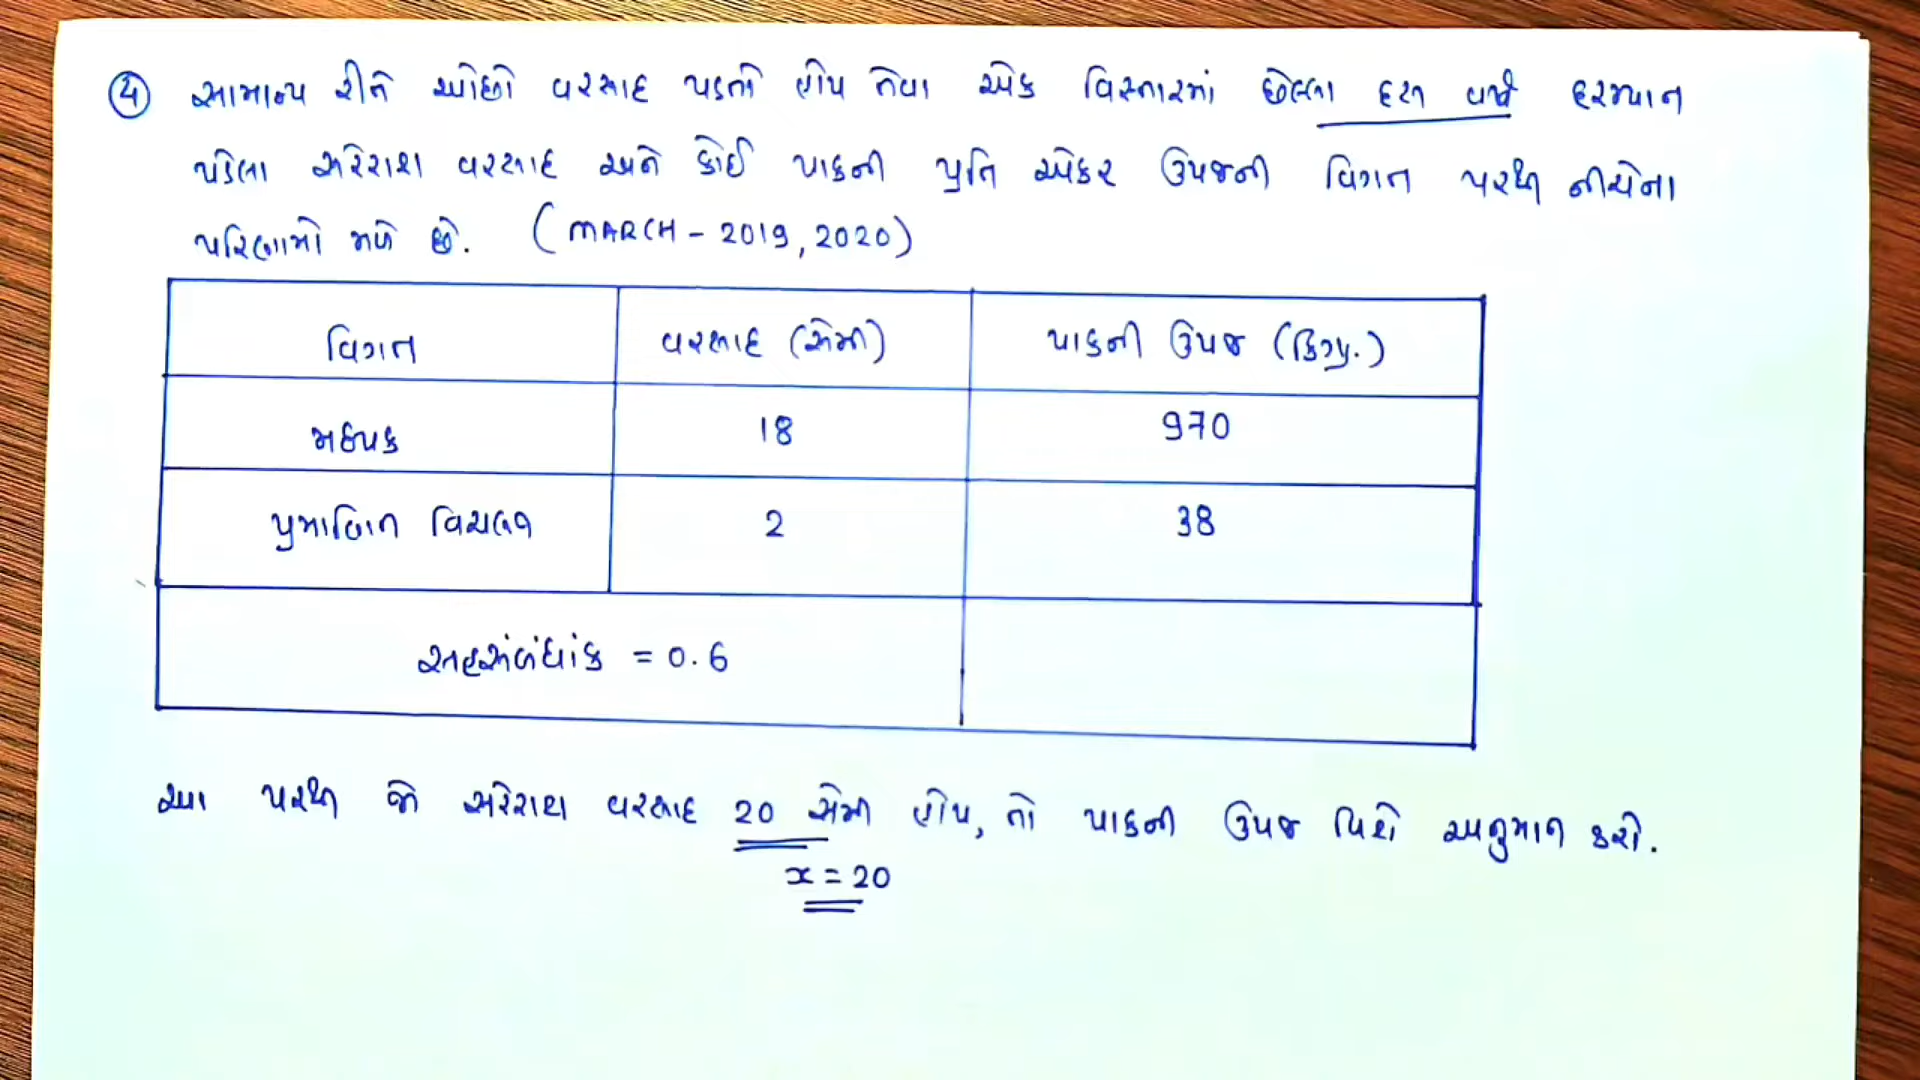 ④ સામાન્ય રીતે ઓછો વરસાદ પડતો હોય તેવા એક વિસ્તારમાં છેલ્લા દસ વર્ષ દરમ્યાન
પડેલા સરેરાશ વરસાદ અને કોઈ પાકની પ્રતિ એકર ઉપજની વિગત પરથી નીચેના
પરિણામો મળે છે. (MARCH - 2019, 2020)
વિગત વરસાદ (સેમી) પાકની ઉપજ (કિગ્રા.)
મધ્યક 18 970
પ્રમાણિત વિચલન 2 38
સહસંબંધાંક = 0.6
આ પરથી જો સરેરાશ વરસાદ 20 સેમી હોય, તો પાકની ઉપજ વિશે અનુમાન કરો.
x = 20